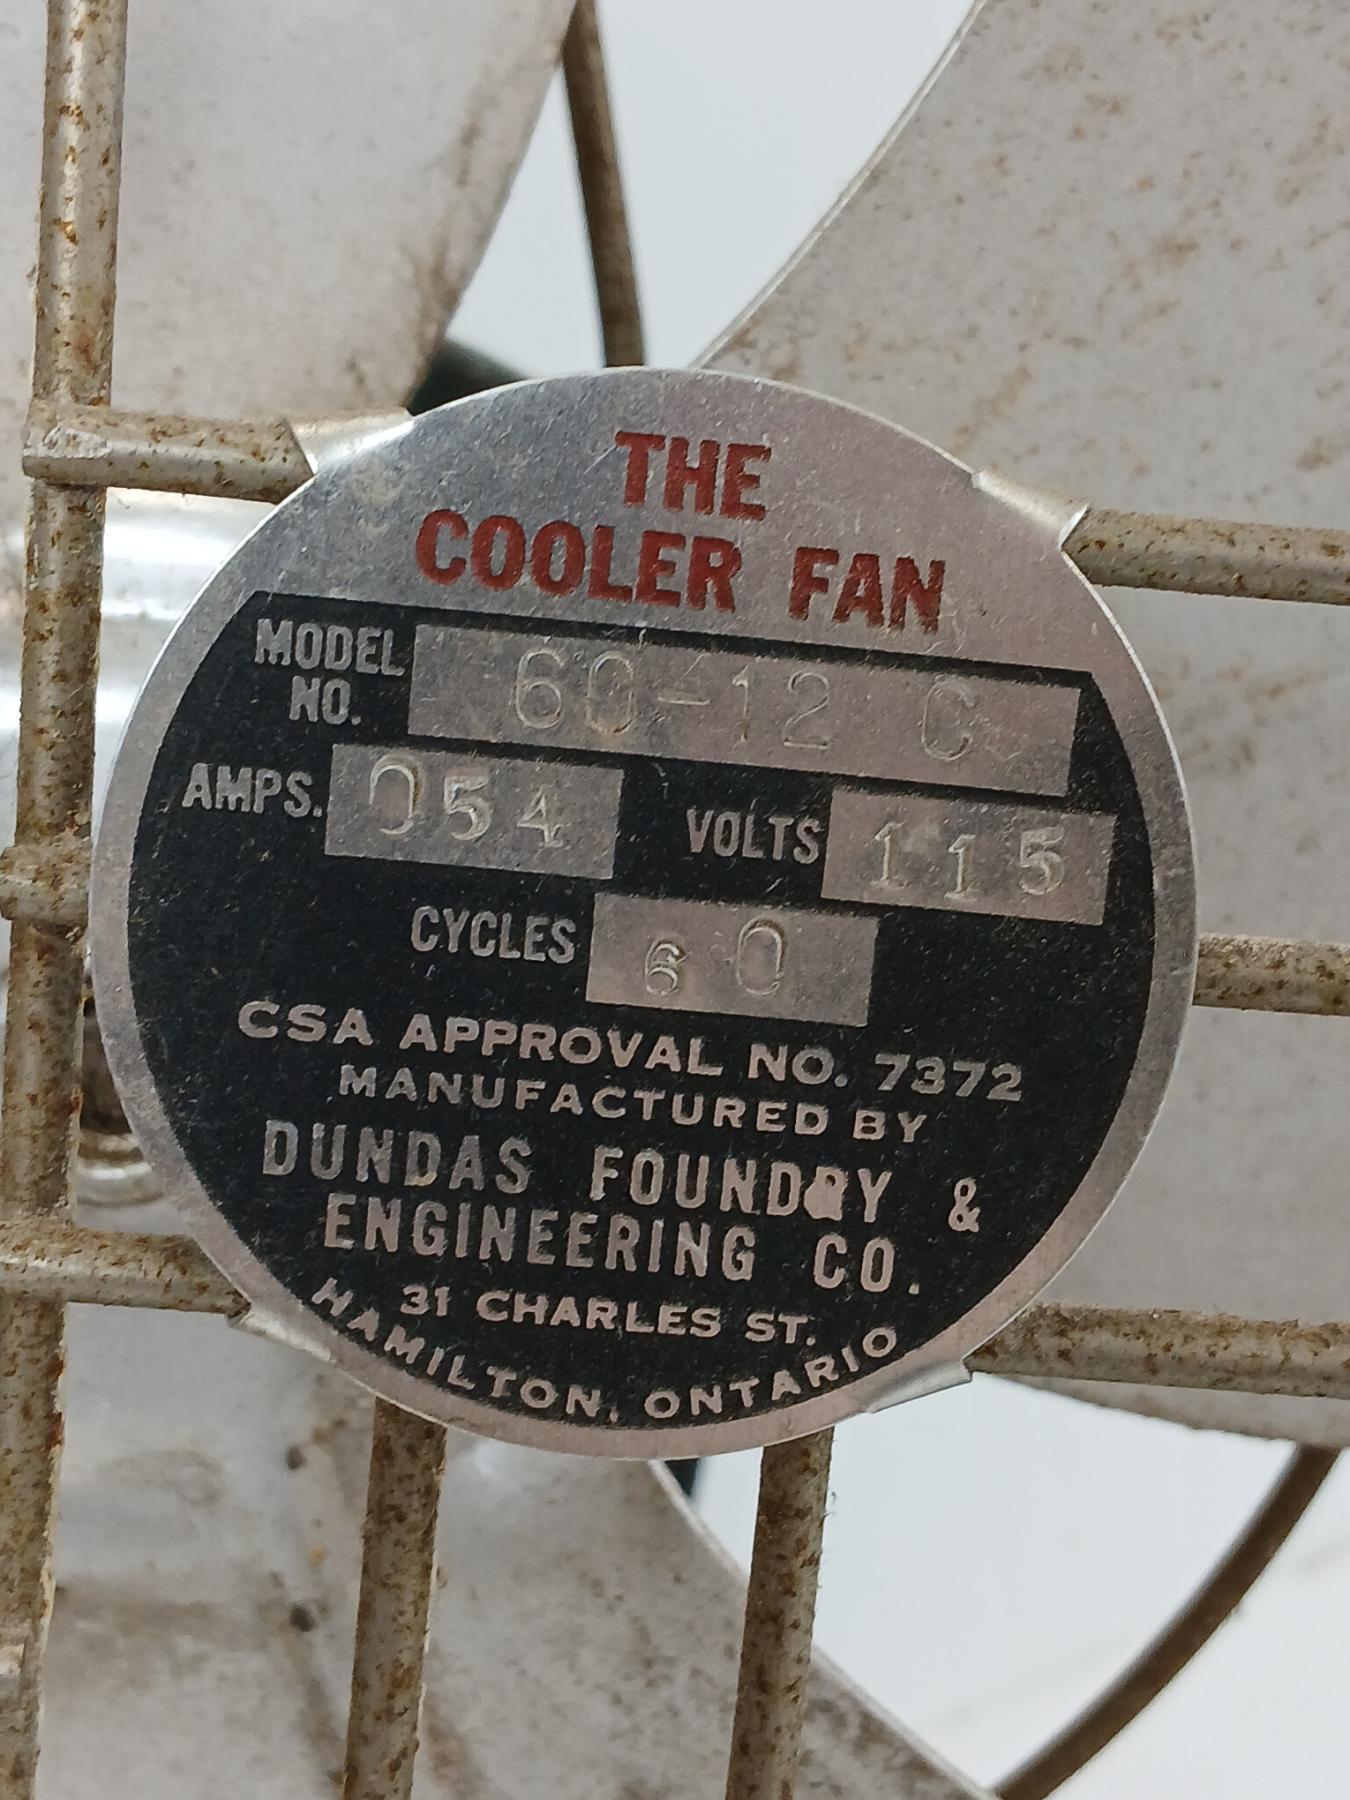 THE
COOLER FAN
MODEL NO. 60-12 C
AMPS. 054 VOLTS 115
CYCLES 60
CSA APPROVAL NO. 7372
MANUFACTURED BY
DUNDAS FOUNDRY &
ENGINEERING CO.
31 CHARLES ST.
HAMILTON, ONTARIO